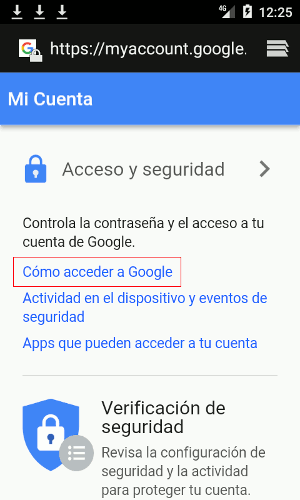 4G 12:25
https://myaccount.google.
Mi Cuenta
Acceso y seguridad
Controla la contraseña y el acceso a tu
cuenta de Google.
Cómo acceder a Google
Actividad en el dispositivo y eventos de
seguridad
Apps que pueden acceder a tu cuenta
Verificación de
seguridad
Revisa la configuración de
seguridad y la actividad
para proteger tu cuenta.